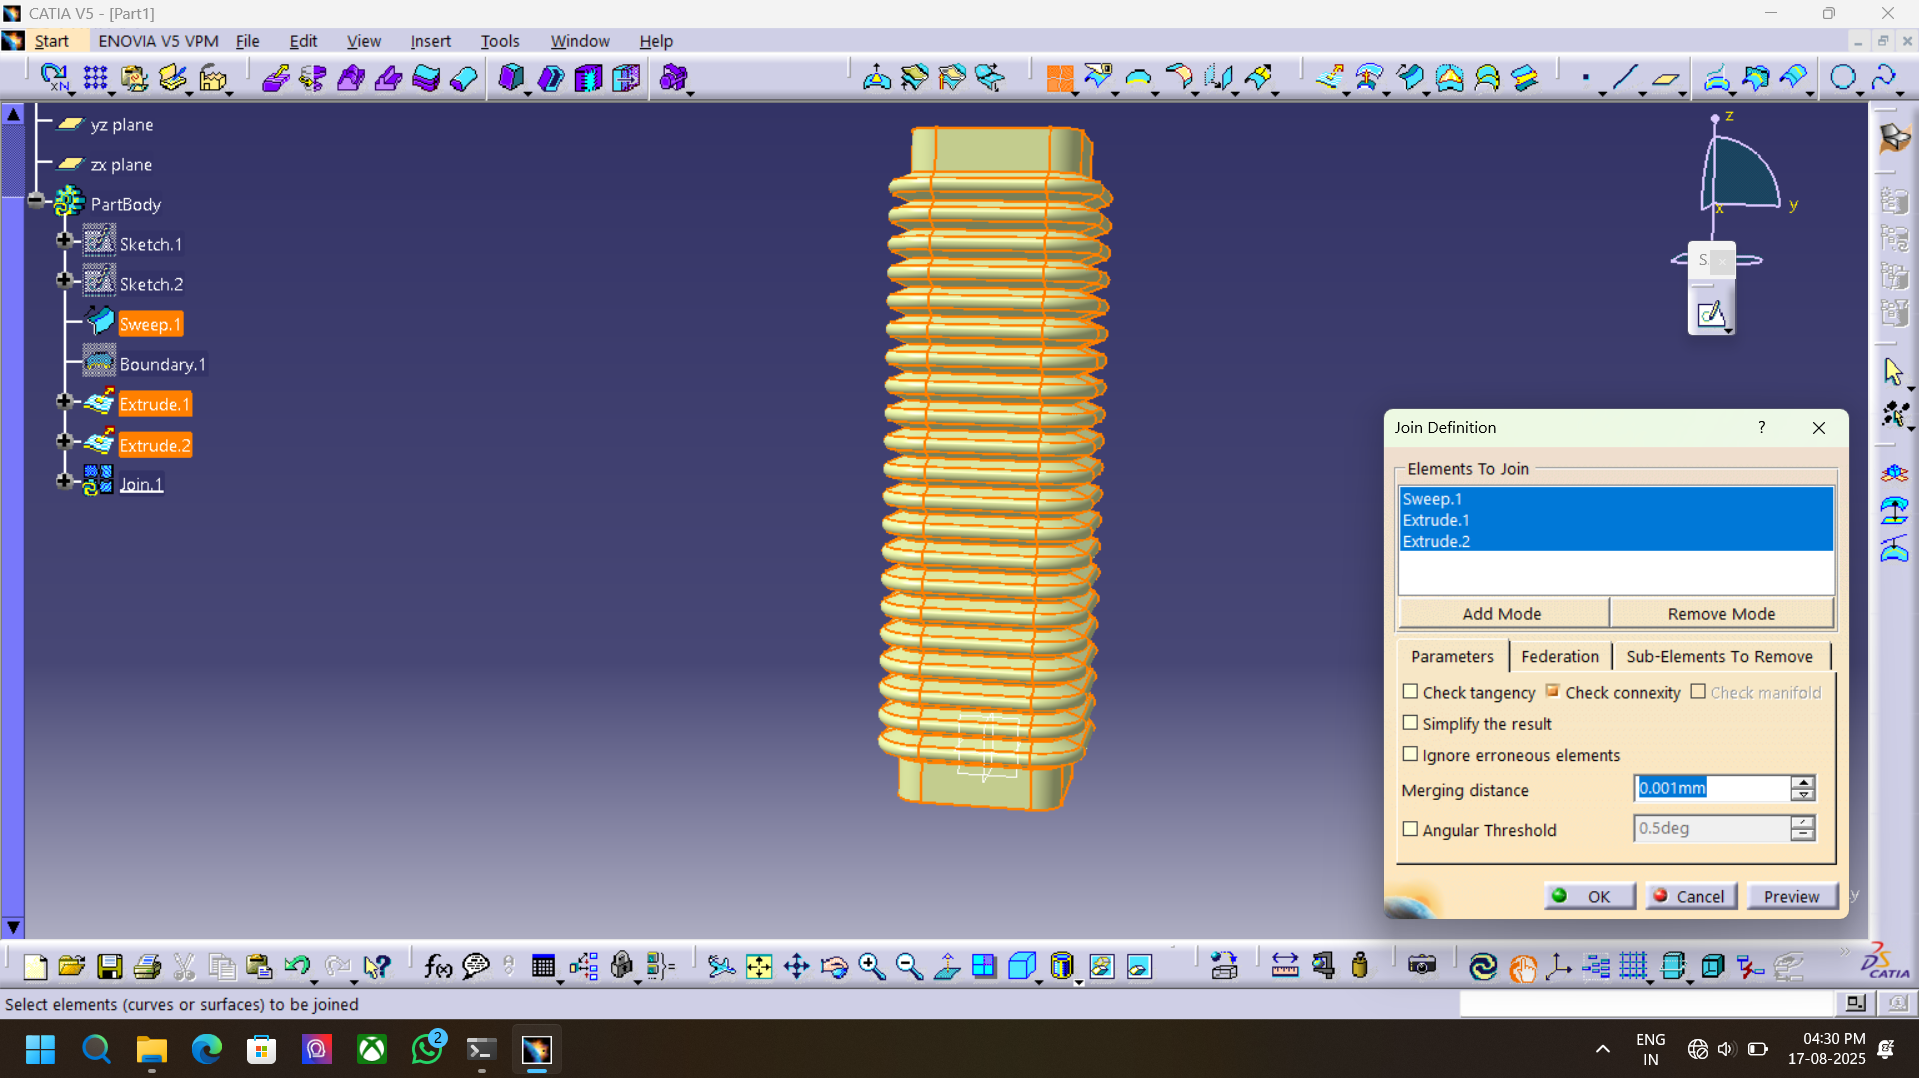 CATIA V5 - [Part1]
Start ENOVIA V5 VPM File Edit View Insert Tools Window Help
yz plane
zx plane
PartBody
Sketch.1
Sketch.2
Sweep.1
Boundary.1
Extrude.1
Extrude.2
Join.1
z
y
x
S.
Join Definition ?
Elements To Join
Sweep.1
Extrude.1
Extrude.2
Add Mode Remove Mode
Parameters Federation Sub-Elements To Remove
Check tangency Check connexity Check manifold
Simplify the result
Ignore erroneous elements
Merging distance 0.001mm
Angular Threshold 0.5deg
OK Cancel Preview
y
f(x)
CATIA
Select elements (curves or surfaces) to be joined
2
ENG
IN
04:30 PM
17-08-2025